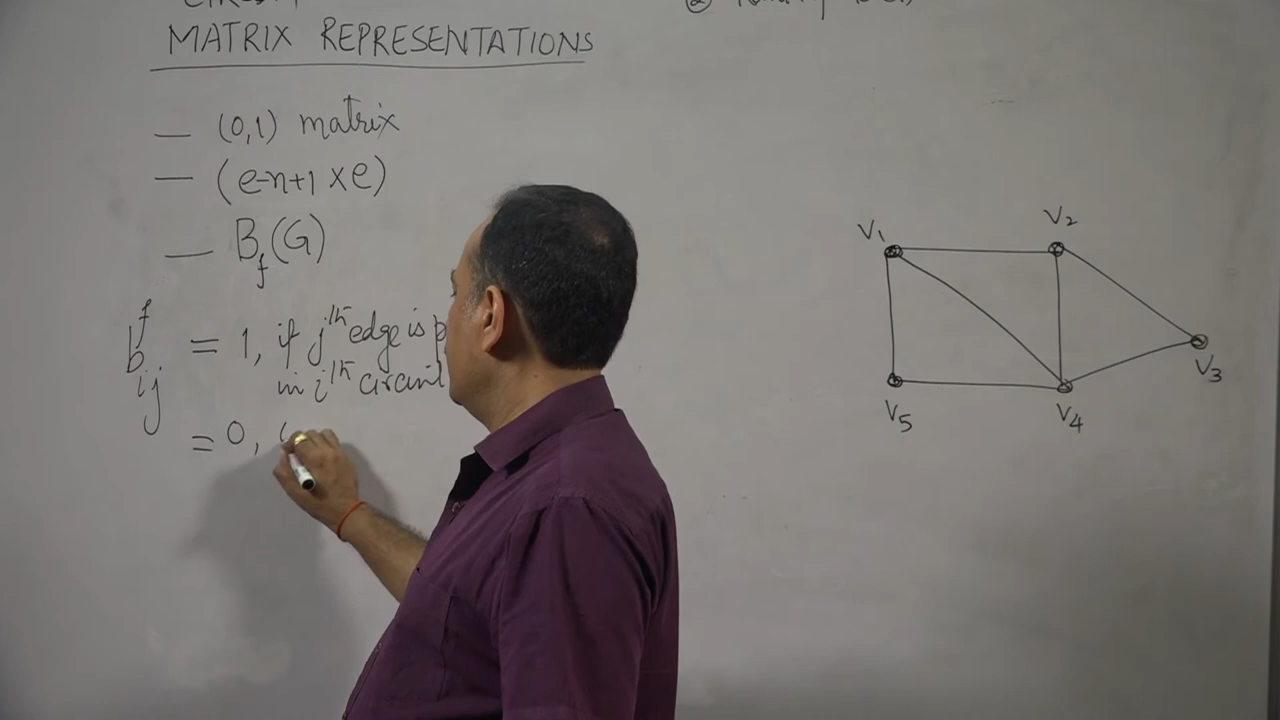 MATRIX REPRESENTATIONS
— (0,1) matrix
— (e-n+1 x e)
— B_f(G)
b^f_ij = 1, if j^th edge is
in i^th circuit
= 0,
V1
V2
V3
V4
V5